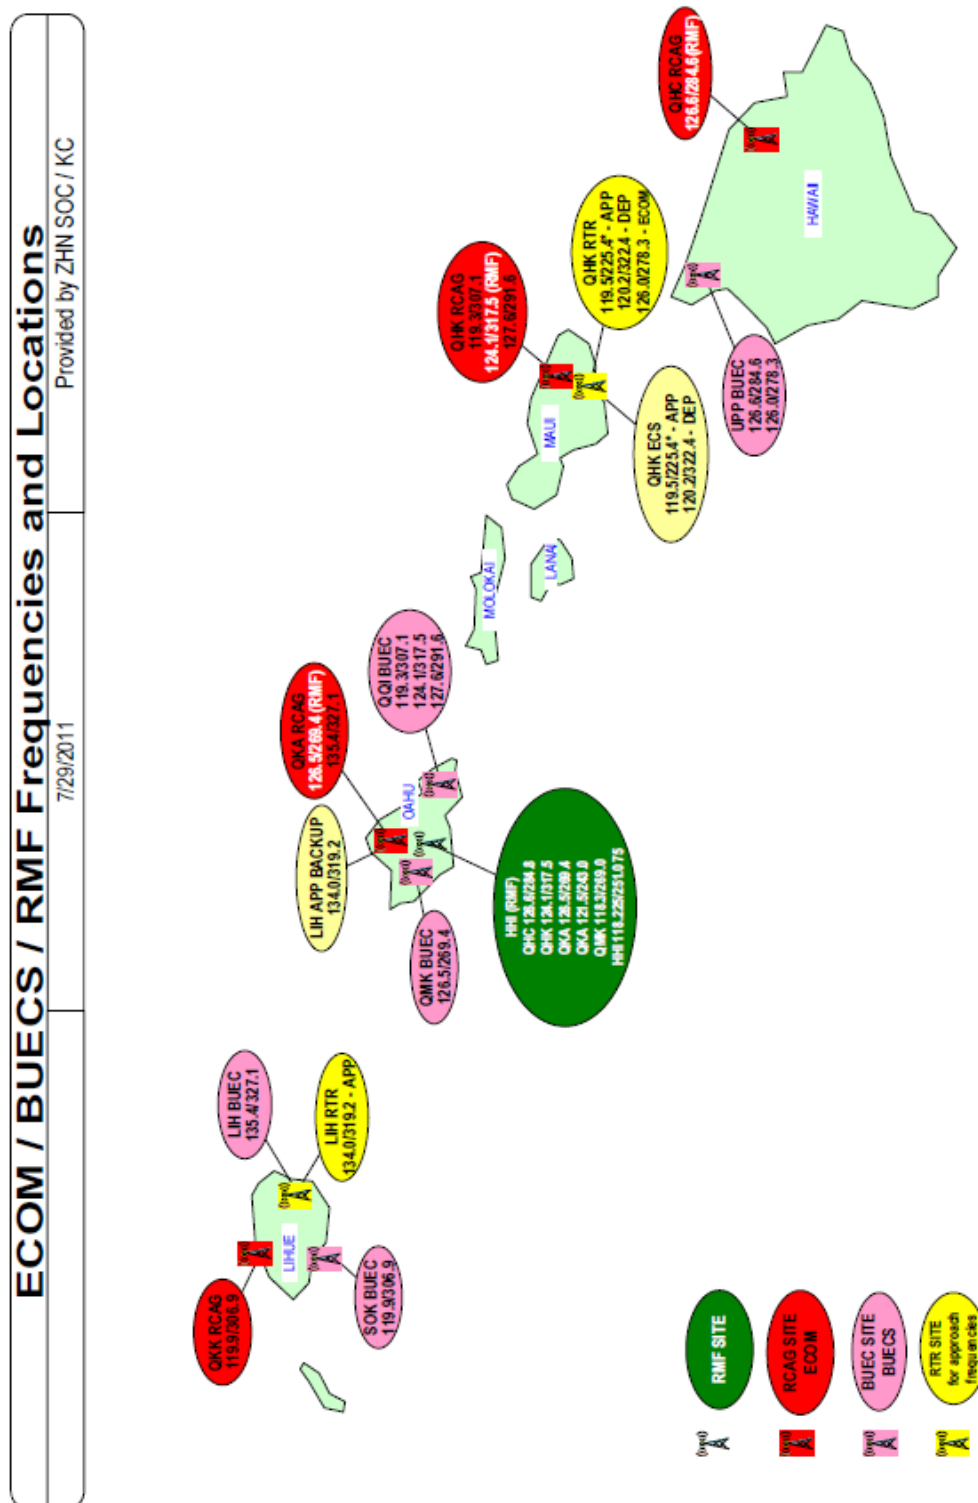 ECOM / BUECS / RMF Frequencies and Locations
7/29/2011
Provided by ZHN SOC / KC
QKK RCAG
119.9/306.9
LIH BUEC
135.4/327.1
LIH RTR
134.0/319.2 - APP
SOK BUEC
119.9/306.9
LIHUE
LIH APP BACKUP
134.0/319.2
QKA RCAG
126.5/269.4 (RMF)
135.4/327.1
QMK BUEC
126.5/269.4
OAHU
QQI BUEC
119.3/307.1
124.1/317.5
127.6/291.6
HHI (RMF)
QHC 126.6/284.8
QHK 124.1/317.5
QKA 126.5/269.4
QKA 121.5/243.0
QMK 118.3/269.0
HHI 118.225/251.075
MOLOKAI
LANAI
MAUI
QHK RCAG
119.3/307.1
124.1/317.5 (RMF)
127.6/291.6
QHK RTR
119.5/225.4* - APP
120.2/322.4 - DEP
126.0/278.3 - ECOM
QHK ECS
119.5/225.4* - APP
120.2/322.4 - DEP
QHC RCAG
126.6/284.6 (RMF)
UPP BUEC
126.6/284.6
126.0/278.3
HAWAII
RMF SITE
RCAG SITE
ECOM
BUEC SITE
BUECS
RTR SITE
for approach
frequencies